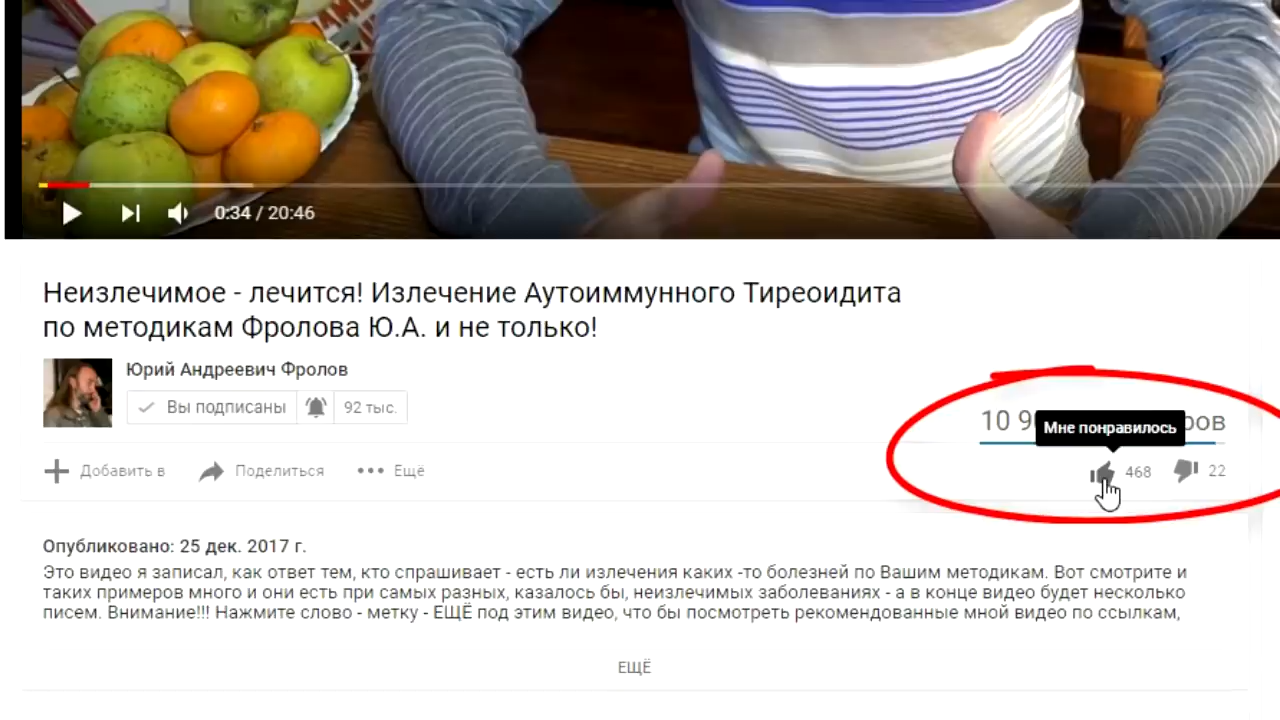 0:34 / 20:46
Неизлечимое - лечится! Излечение Аутоиммунного Тиреоидита
по методикам Фролова Ю.А. и не только!
Юрий Андреевич Фролов
Вы подписаны 92 тыс.
10 9
Мне понравилось
Добавить в Поделиться Ещё
468 22
Опубликовано: 25 дек. 2017 г.
Это видео я записал, как ответ тем, кто спрашивает - есть ли излечения каких -то болезней по Вашим методикам. Вот смотрите и
таких примеров много и они есть при самых разных, казалось бы, неизлечимых заболеваниях - а в конце видео будет несколько
писем. Внимание!!! Нажмите слово - метку - ЕЩЁ под этим видео, что бы посмотреть рекомендованные мной видео по ссылкам,
ЕЩЁ